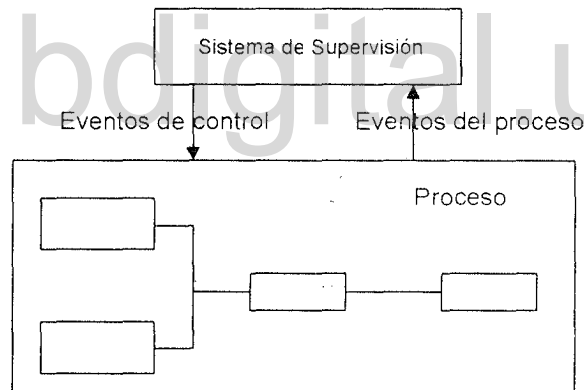 bdigital.u
Sistema de Supervisión
Eventos de control
Eventos del proceso
Proceso